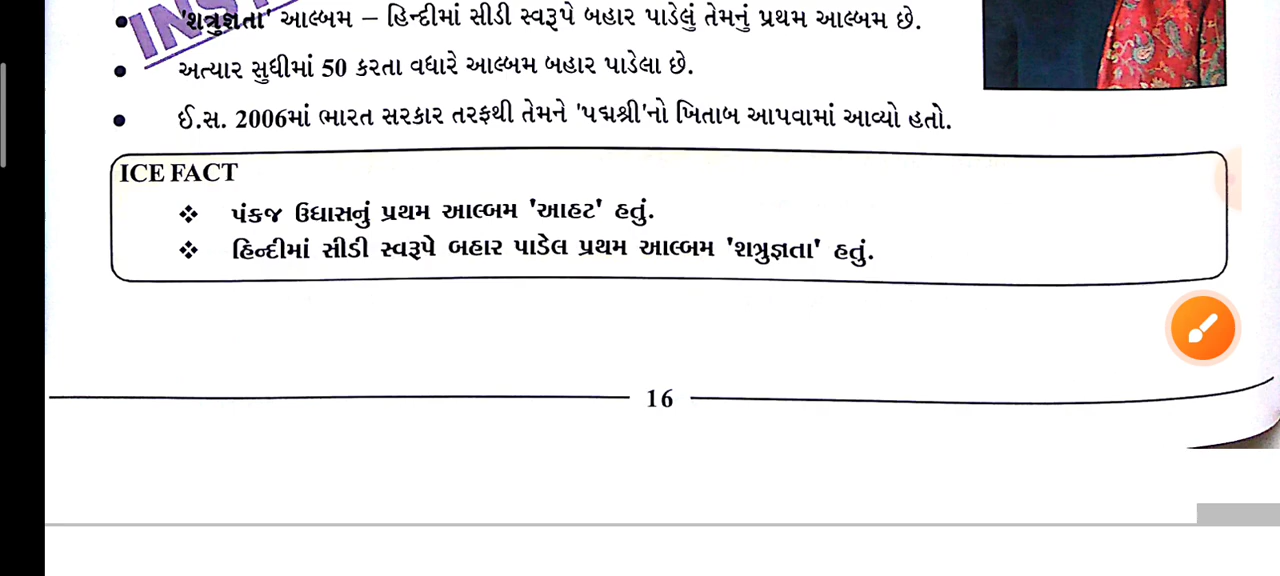 'શત્રુજ્ઞતા' આલ્બમ – હિન્દીમાં સીડી સ્વરૂપે બહાર પાડેલું તેમનું પ્રથમ આલ્બમ છે.
અત્યાર સુધીમાં 50 કરતા વધારે આલ્બમ બહાર પાડેલા છે.
ઈ.સ. 2006માં ભારત સરકાર તરફથી તેમને 'પદ્મશ્રી'નો ખિતાબ આપવામાં આવ્યો હતો.
ICE FACT
પંકજ ઉધાસનું પ્રથમ આલ્બમ 'આહટ' હતું.
હિન્દીમાં સીડી સ્વરૂપે બહાર પાડેલ પ્રથમ આલ્બમ 'શત્રુજ્ઞતા' હતું.
16